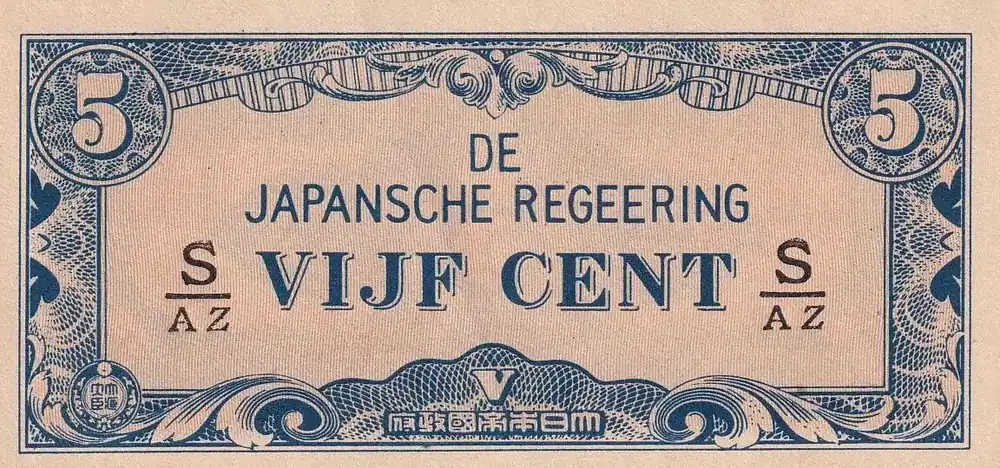 5 5
DE
JAPANSCHE REGEERING
S VIJF CENT S
AZ AZ
V
大日本帝國政府